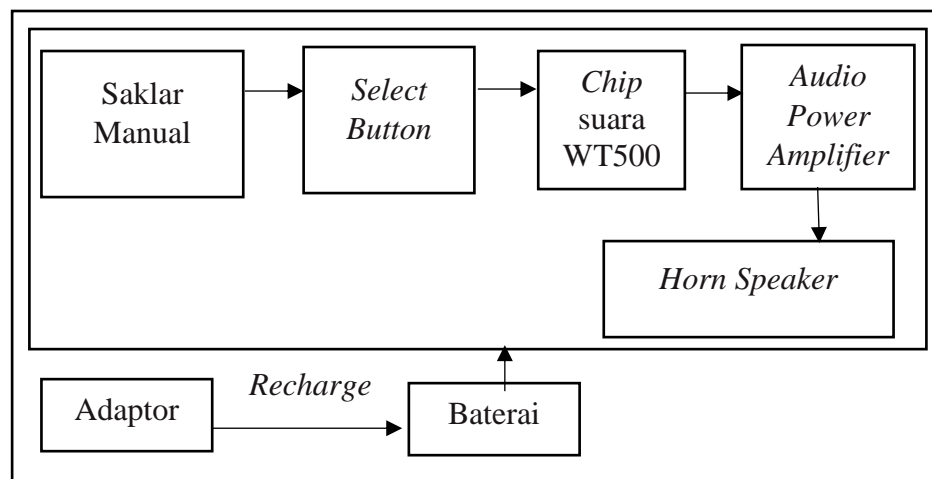 Saklar
Manual
Select
Button
Chip
suara
WT500
Audio
Power
Amplifier
Horn Speaker
Adaptor
Recharge
Baterai